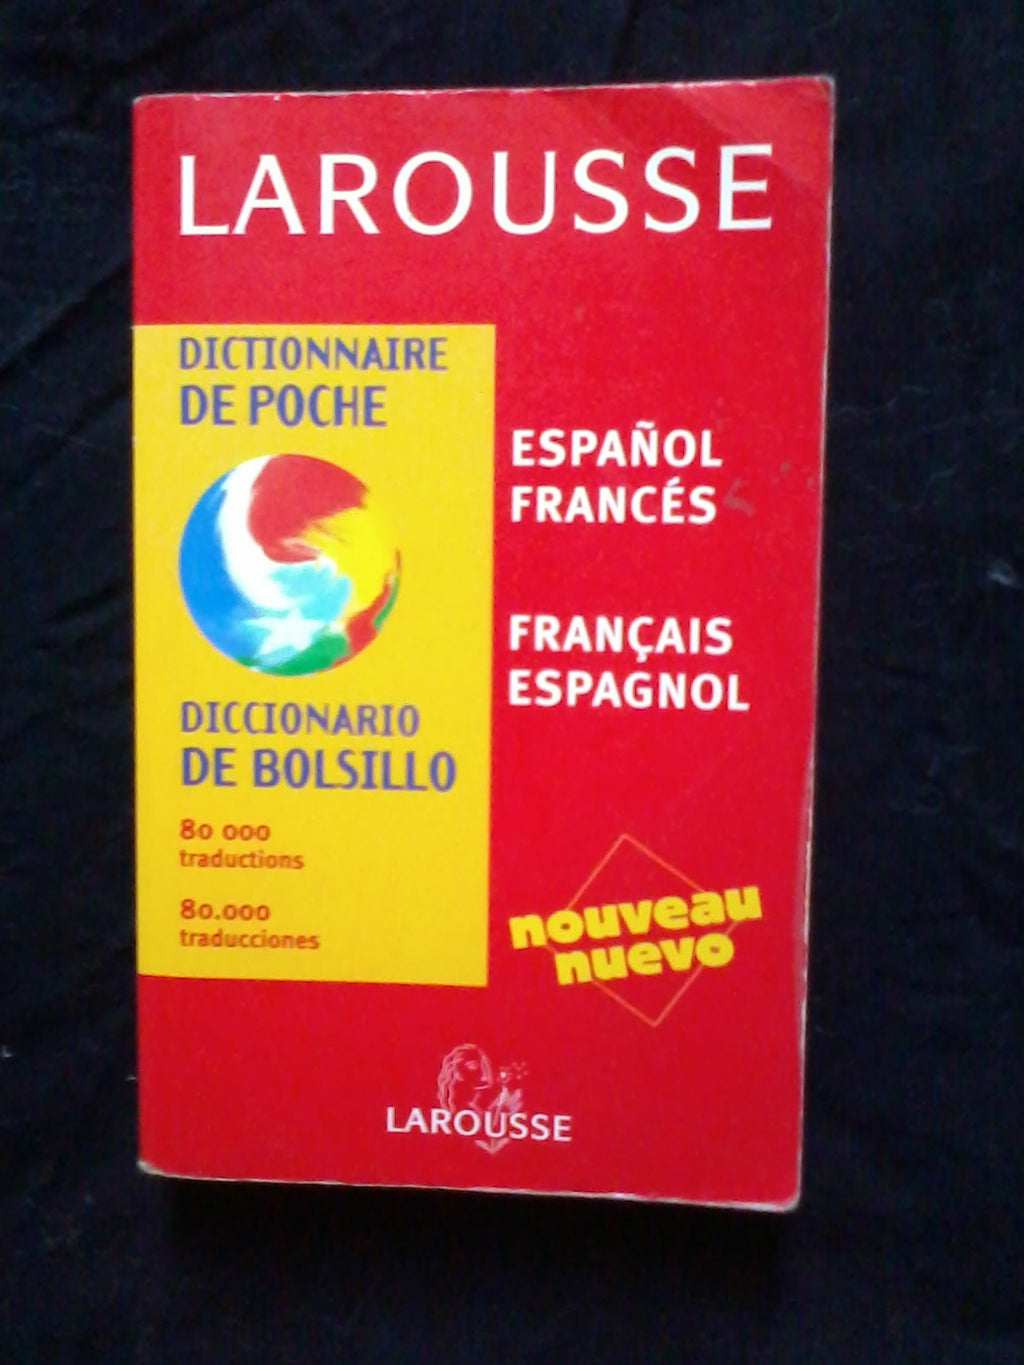 LAROUSSE
DICTIONNAIRE
DE POCHE
DICCIONARIO
DE BOLSILLO
80 000
traductions
80.000
traducciones
ESPAÑOL
FRANCÉS
FRANÇAIS
ESPAGNOL
nouveau
nuevo
LAROUSSE